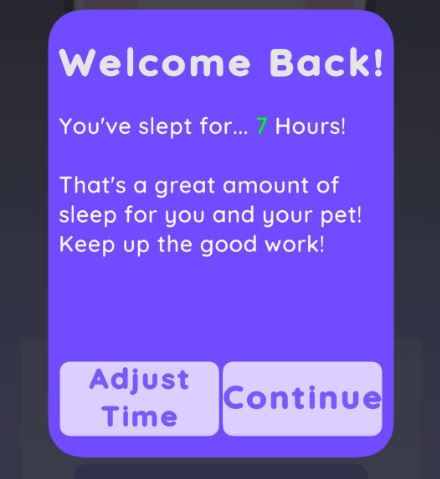 Welcome Back!
You've slept for... 7 Hours!
That's a great amount of
sleep for you and your pet!
Keep up the good work!
Adjust
Time
Continue